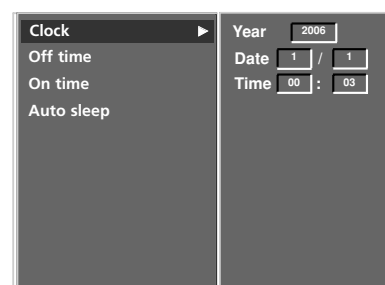 Clock
Off time
On time
Auto sleep
Year 2006
Date 1 / 1
Time 00 : 03